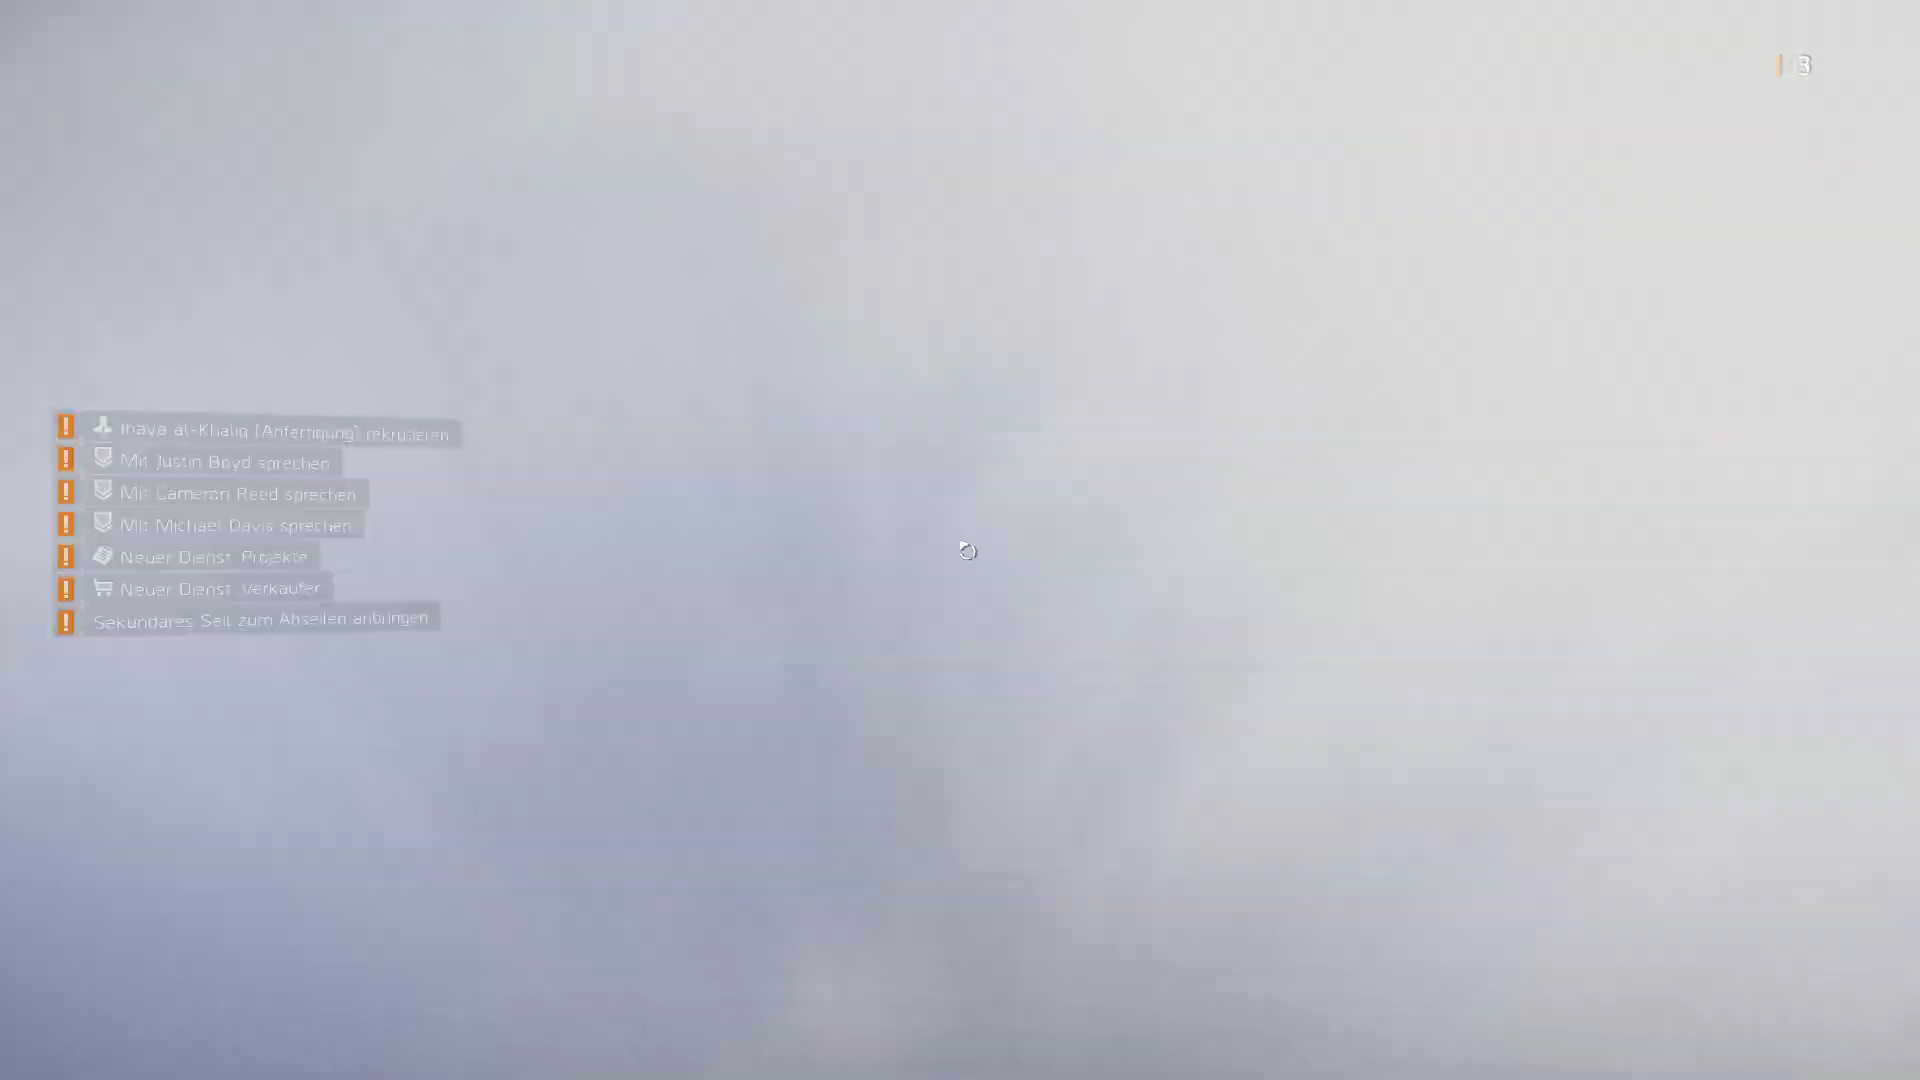 3
Inaya al-Khaliq (Anfertigung) rekrutieren
Mit Justin Boyd sprechen
Mit Cameron Reed sprechen
Mit Michael Davis sprechen
Neuer Dienst: Projekte
Neuer Dienst: Verkäufer
Sekundäres Seil zum Abseilen anbringen